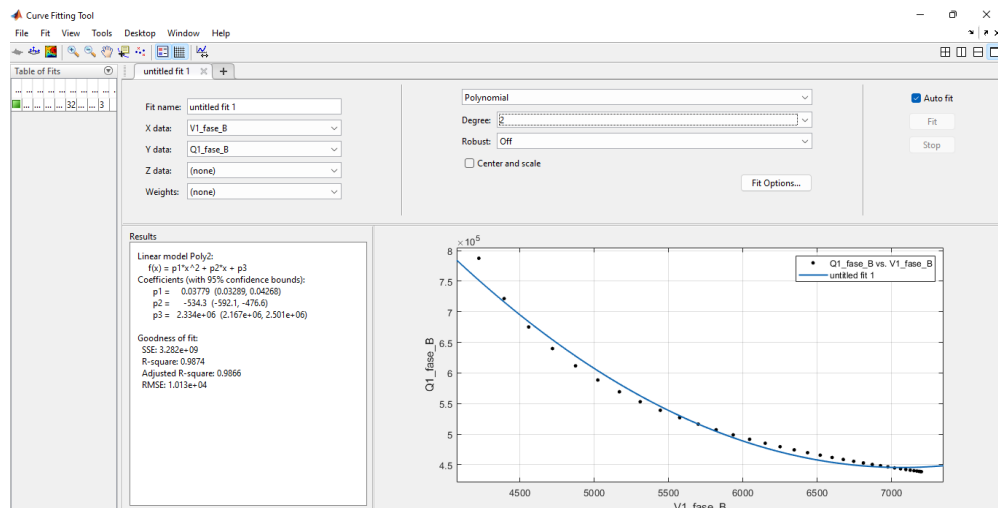 Curve Fitting Tool
File Fit View Tools Desktop Window Help
Table of Fits
untitled fit 1
... ... ... ... ... ... ... .
... ... ... ... 32 ... ... 3
Fit name: untitled fit 1
X data: V1_fase_B
Y data: Q1_fase_B
Z data: (none)
Weights: (none)
Polynomial
Degree: 2
Robust: Off
Center and scale
Fit Options...
Auto fit
Fit
Stop
Results
Linear model Poly2:
f(x) = p1*x^2 + p2*x + p3
Coefficients (with 95% confidence bounds):
p1 = 0.03779 (0.03289, 0.04268)
p2 = -534.3 (-592.1, -476.6)
p3 = 2.334e+06 (2.167e+06, 2.501e+06)
Goodness of fit:
SSE: 3.282e+09
R-square: 0.9874
Adjusted R-square: 0.9866
RMSE: 1.013e+04
×10^5
8
7.5
7
6.5
6
5.5
5
4.5
Q1_fase_B
Q1_fase_B vs. V1_fase_B
untitled fit 1
4500 5000 5500 6000 6500 7000
V1_fase_B